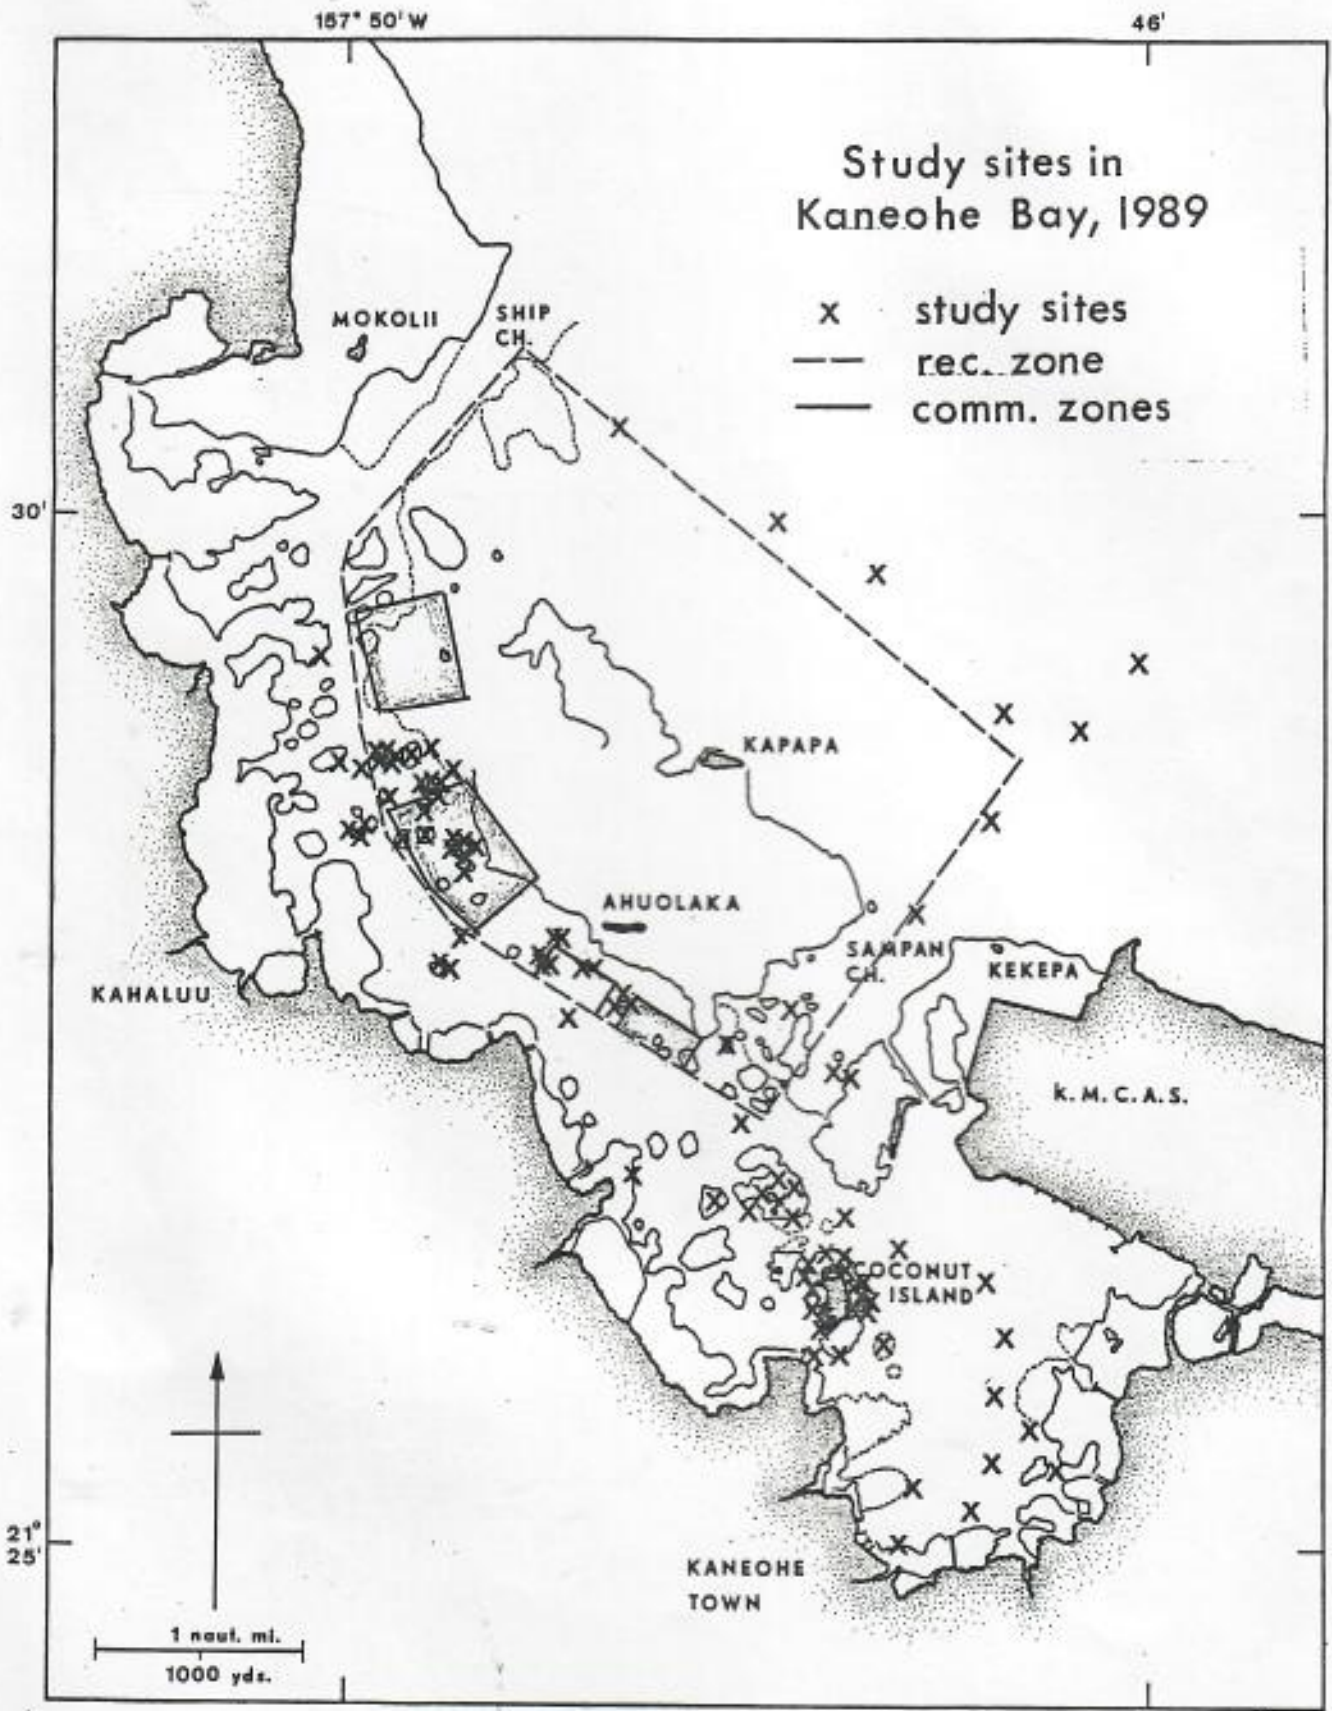 157° 50' W
46'
Study sites in
Kaneohe Bay, 1989
x study sites
rec. zone
comm. zones
MOKOLII
SHIP
CH.
30'
KAPAPA
AHUOLAKA
SAMPAN
CH.
KEKEPA
KAHALUU
K.M.C.A.S.
COCONUT
ISLAND
21°
25'
KANEOHE
TOWN
1 naut. mi.
1000 yds.